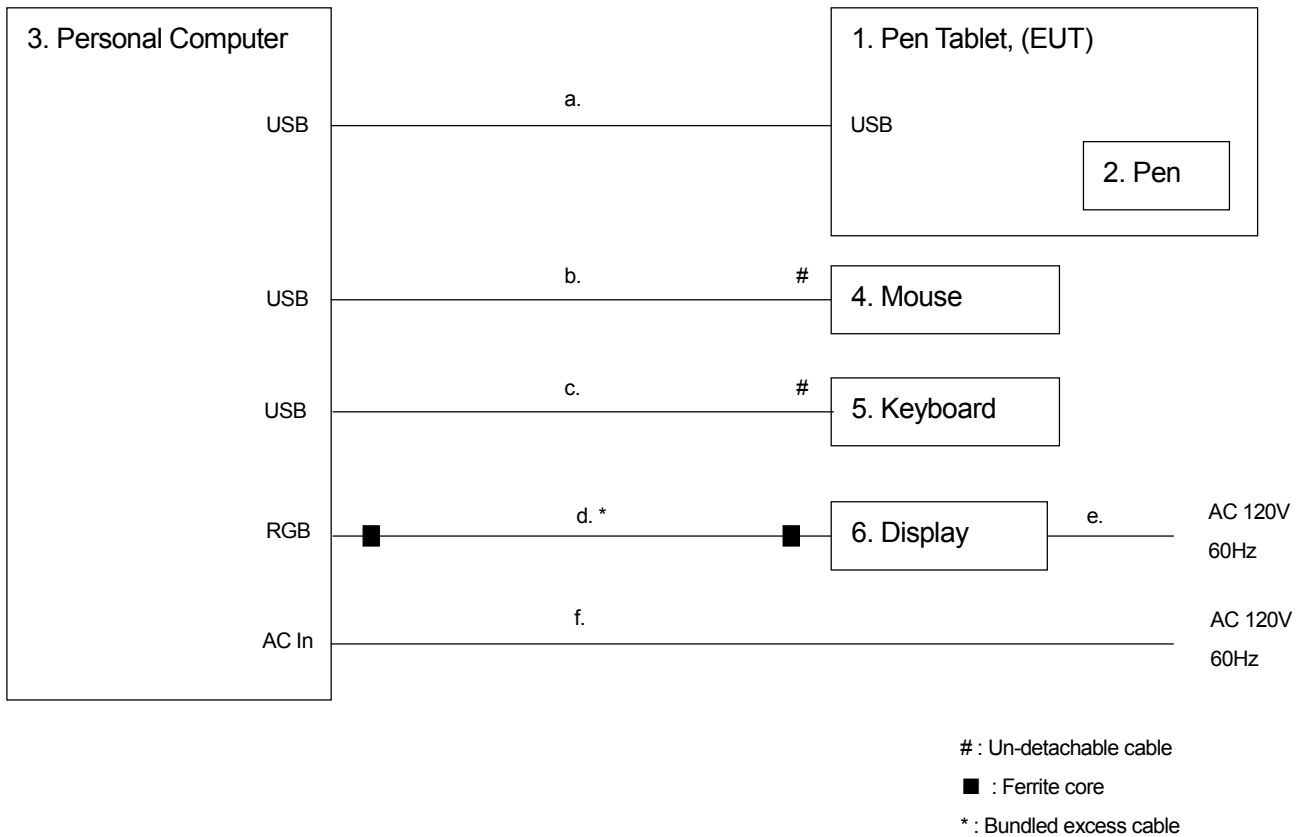 3. Personal Computer
1. Pen Tablet, (EUT)
a.
USB
USB
2. Pen
b.
#
USB
4. Mouse
c.
#
USB
5. Keyboard
d. *
RGB
6. Display
e.
AC 120V
60Hz
f.
AC In
AC 120V
60Hz
# : Un-detachable cable
■ : Ferrite core
* : Bundled excess cable